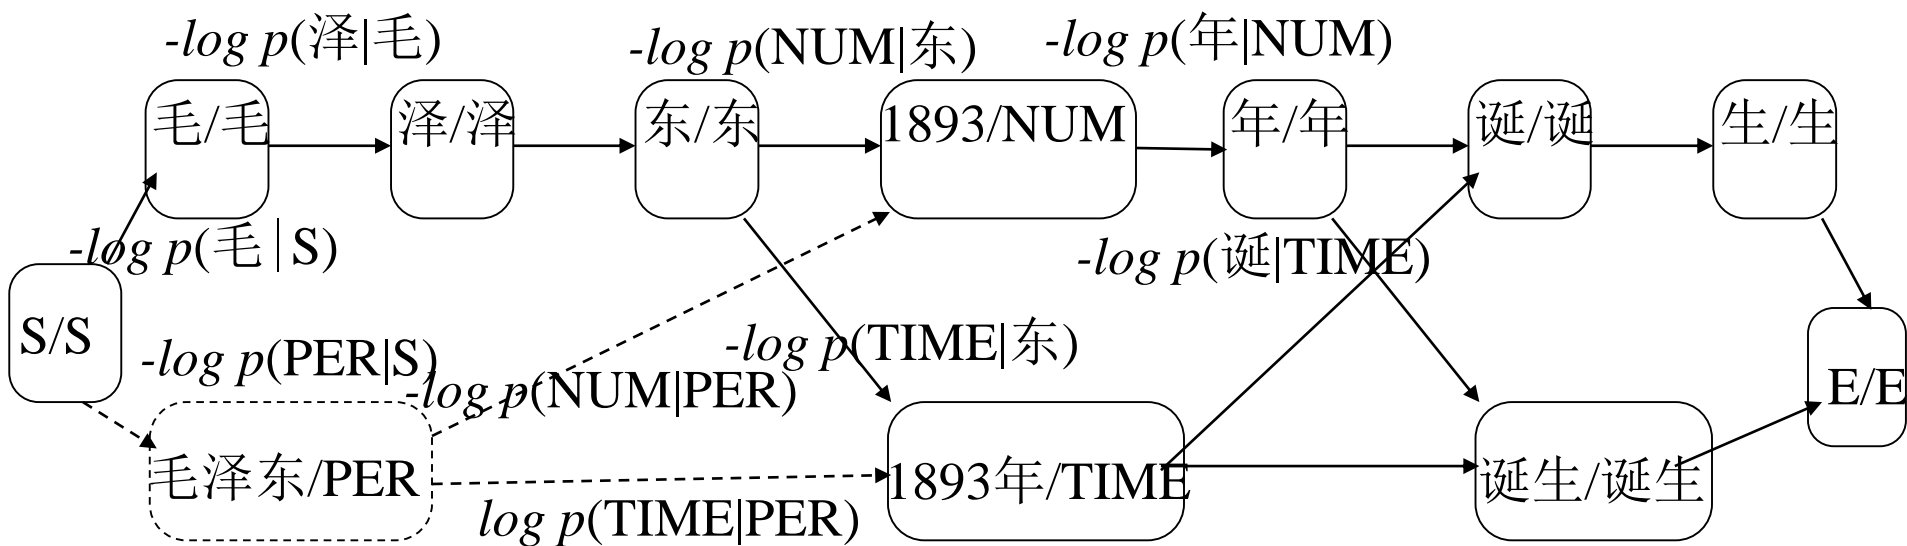 -log p(泽|毛)
-log p(NUM|东)
-log p(年|NUM)
毛/毛
泽/泽
东/东
1893/NUM
年/年
诞/诞
生/生
-log p(毛|S)
-log p(诞|TIME)
S/S
-log p(PER|S)
-log p(TIME|东)
-log p(NUM|PER)
E/E
毛泽东/PER
1893年/TIME
诞生/诞生
log p(TIME|PER)